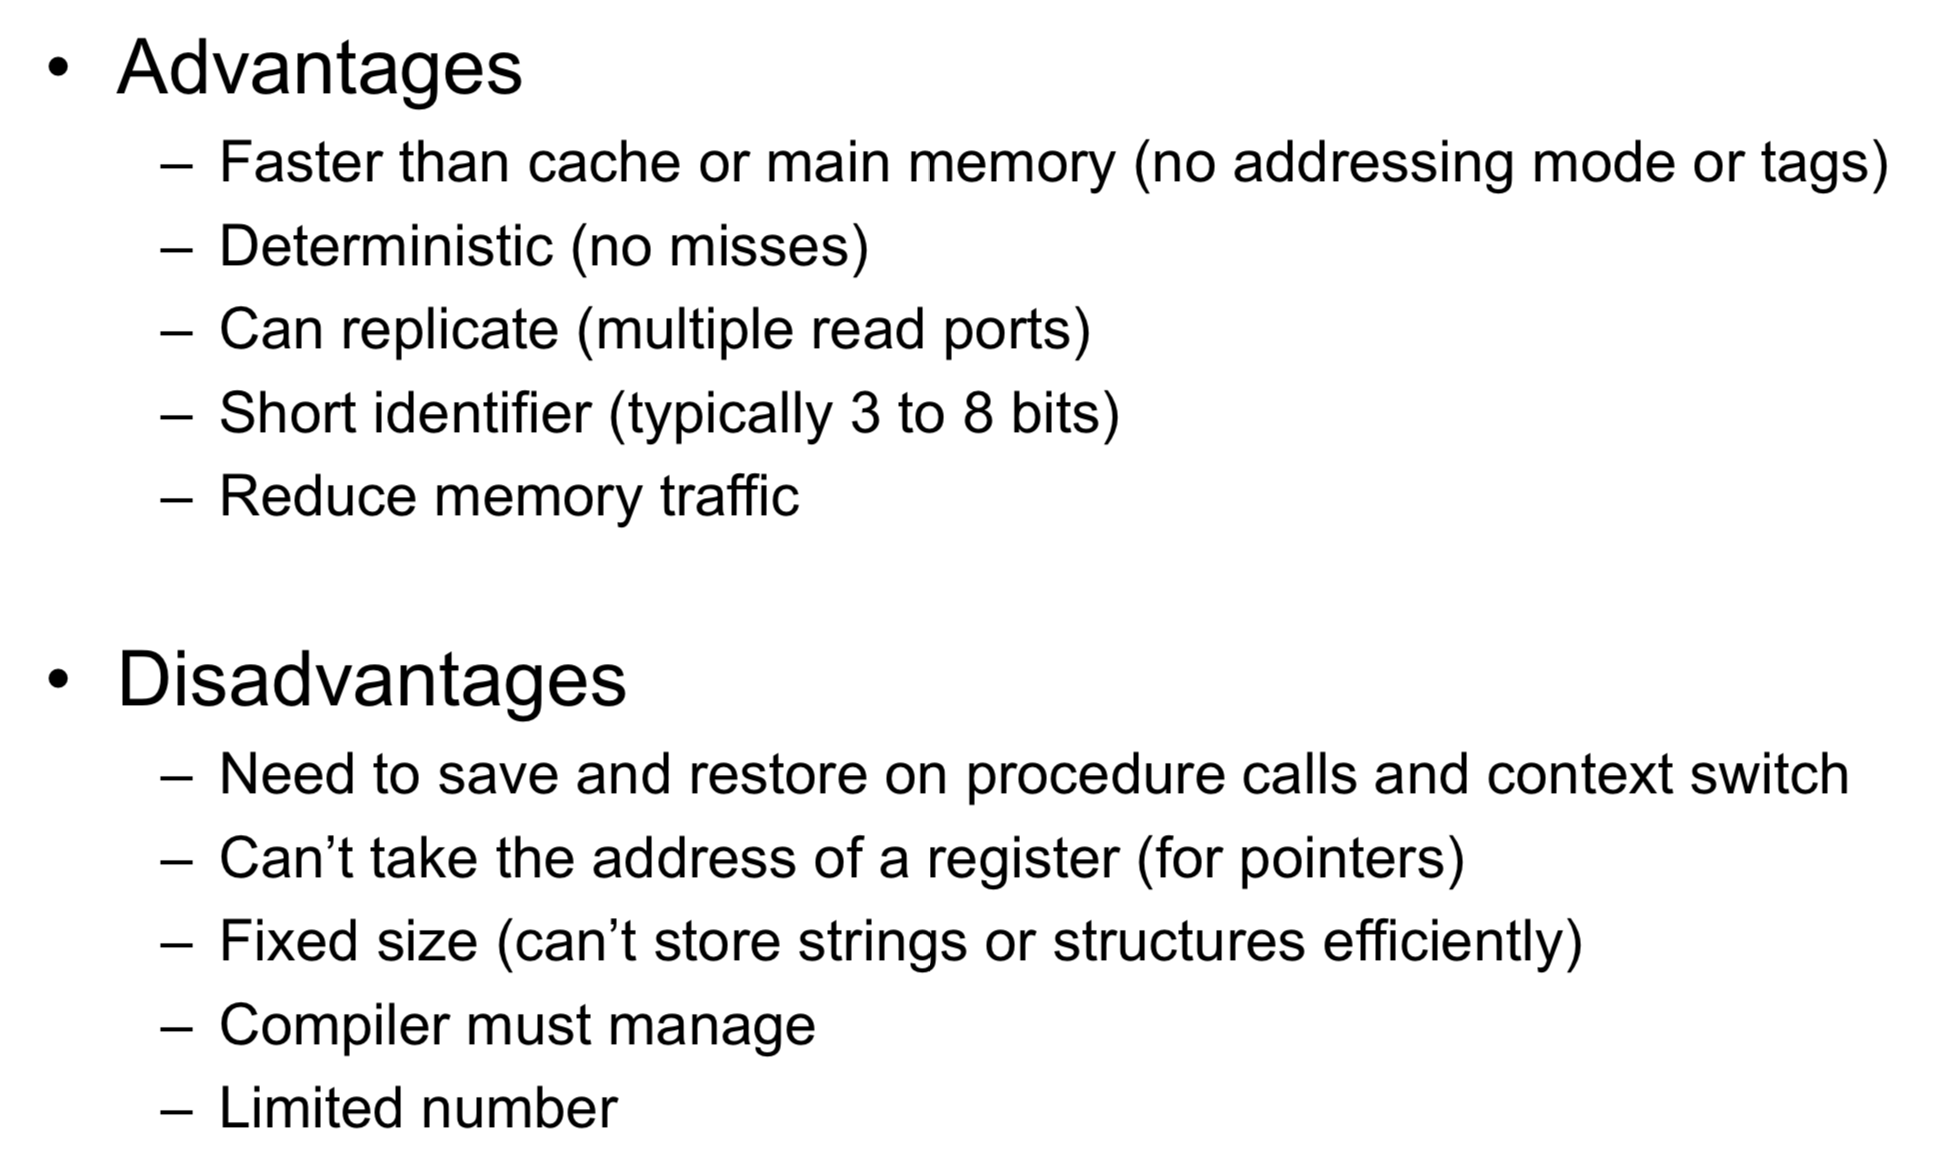 • Advantages
– Faster than cache or main memory (no addressing mode or tags)
– Deterministic (no misses)
– Can replicate (multiple read ports)
– Short identifier (typically 3 to 8 bits)
– Reduce memory traffic
• Disadvantages
– Need to save and restore on procedure calls and context switch
– Can’t take the address of a register (for pointers)
– Fixed size (can’t store strings or structures efficiently)
– Compiler must manage
– Limited number